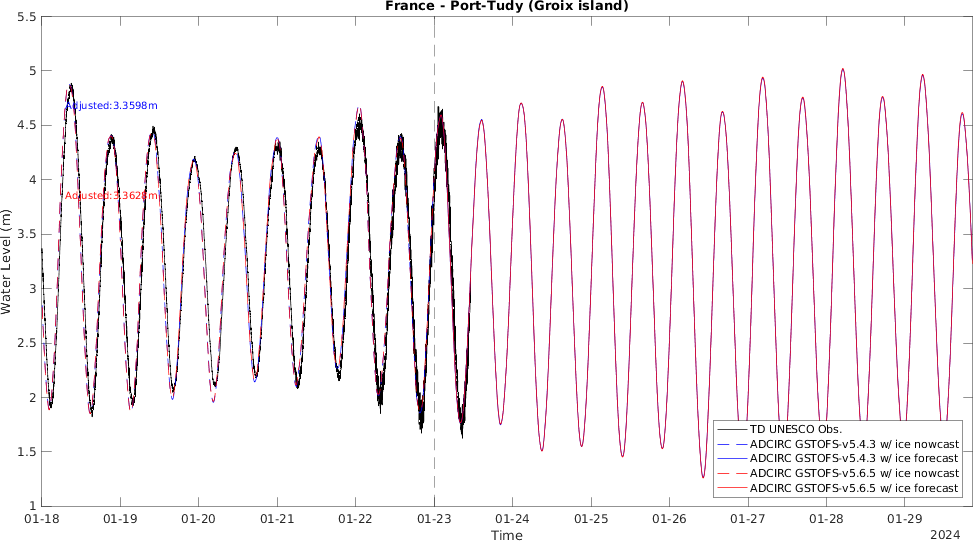 France - Port-Tudy (Groix island)
5.5
5
4.5
4
3.5
3
2.5
2
1.5
1
Water Level (m)
Adjusted:3.3598m
Adjusted:3.3628m
TD UNESCO Obs.
ADCIRC GSTOFS-v5.4.3 w/ ice nowcast
ADCIRC GSTOFS-v5.4.3 w/ ice forecast
ADCIRC GSTOFS-v5.6.5 w/ ice nowcast
ADCIRC GSTOFS-v5.6.5 w/ ice forecast
01-18 01-19 01-20 01-21 01-22 01-23 01-24 01-25 01-26 01-27 01-28 01-29
Time
2024